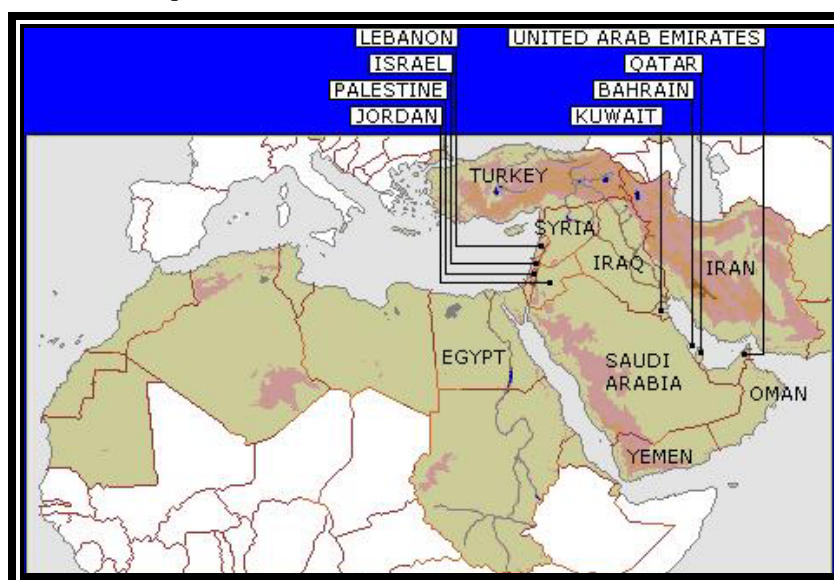 LEBANON
UNITED ARAB EMIRATES
ISRAEL
QATAR
PALESTINE
BAHRAIN
JORDAN
KUWAIT
TURKEY
SYRIA
IRAQ
IRAN
EGYPT
SAUDI
ARABIA
OMAN
YEMEN